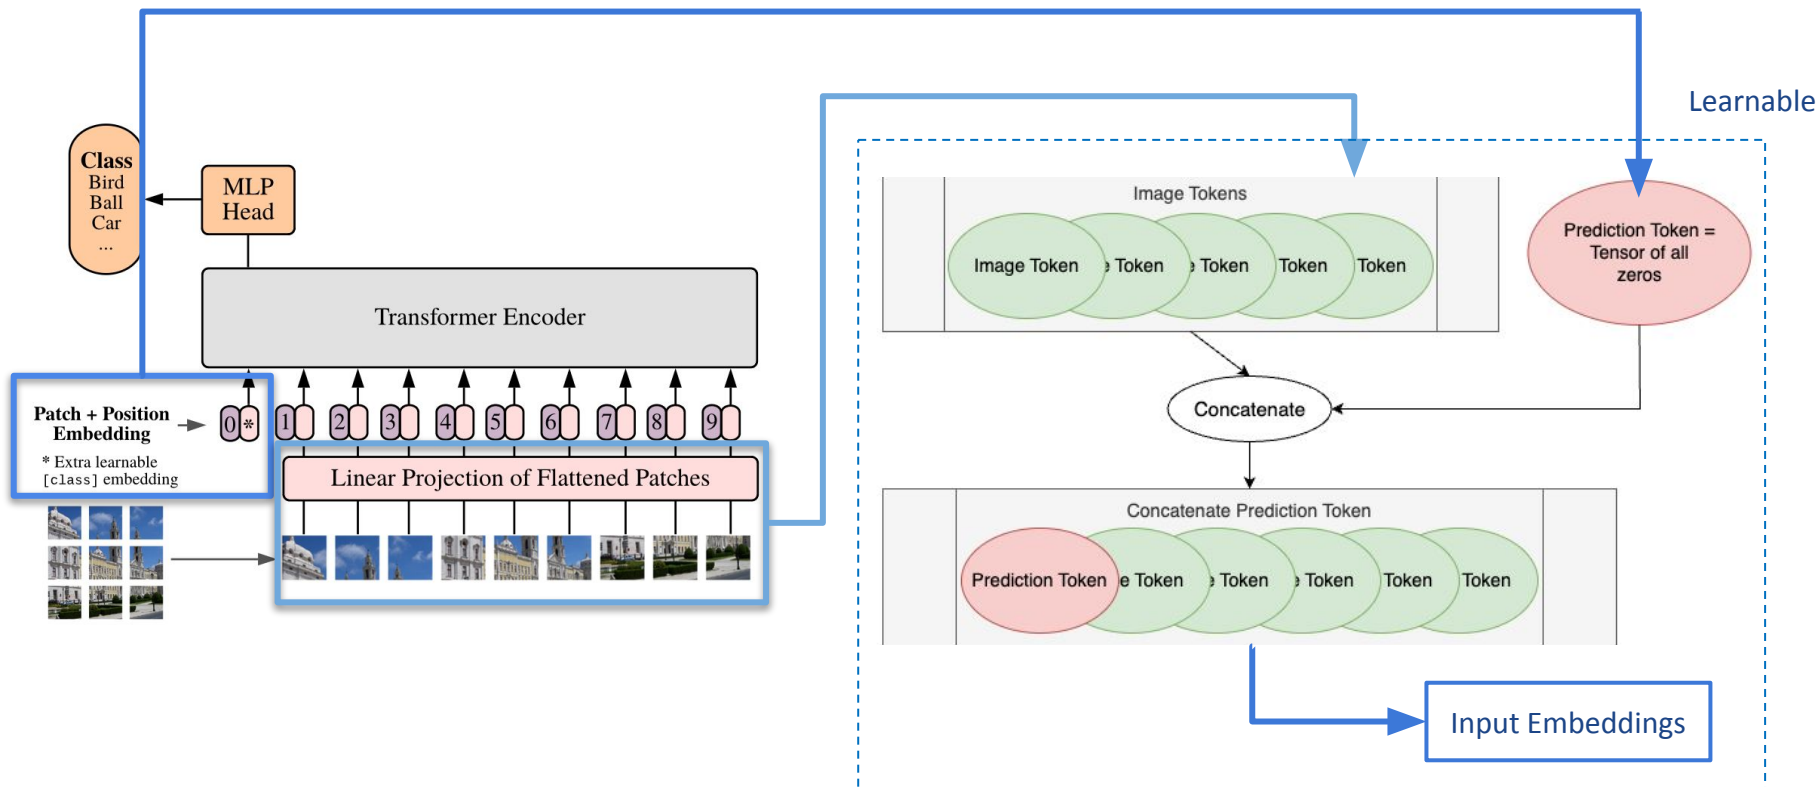 Learnable
Class
Bird
Ball
Car
...
MLP
Head
Transformer Encoder
Patch + Position
Embedding
* Extra learnable
[class] embedding
0 * 1 2 3 4 5 6 7 8 9
Linear Projection of Flattened Patches
Image Tokens
Image Token e Token e Token Token Token
Prediction Token =
Tensor of all
zeros
Concatenate
Concatenate Prediction Token
Prediction Token e Token e Token e Token Token Token
Input Embeddings